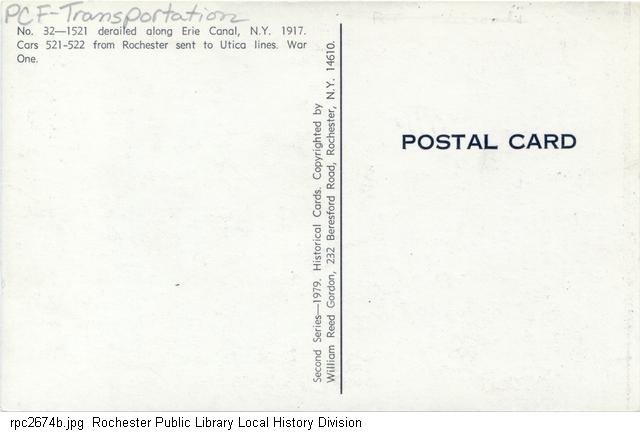 PCF-Transportation
No. 32—1521 derailed along Erie Canal, N.Y. 1917.
Cars 521-522 from Rochester sent to Utica lines. War
One.
Second Series—1979. Historical Cards. Copyrighted by
William Reed Gordon, 232 Beresford Road, Rochester, N.Y. 14610.
POSTAL CARD
rpc2674b.jpg Rochester Public Library Local History Division